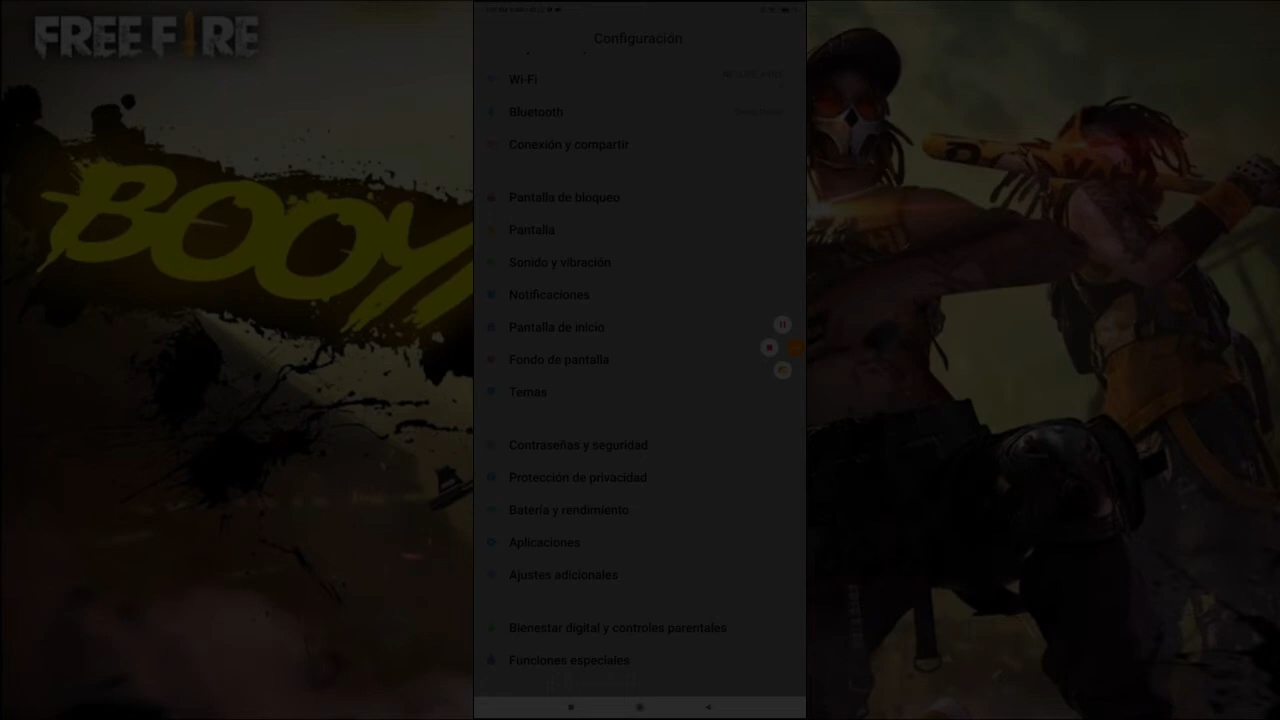 FREE FIRE
BOOY
Configuración
Wi-Fi
Bluetooth
Conexión y compartir
Pantalla de bloqueo
Pantalla
Sonido y vibración
Notificaciones
Pantalla de inicio
Fondo de pantalla
Temas
Contraseñas y seguridad
Protección de privacidad
Batería y rendimiento
Aplicaciones
Ajustes adicionales
Bienestar digital y controles parentales
Funciones especiales